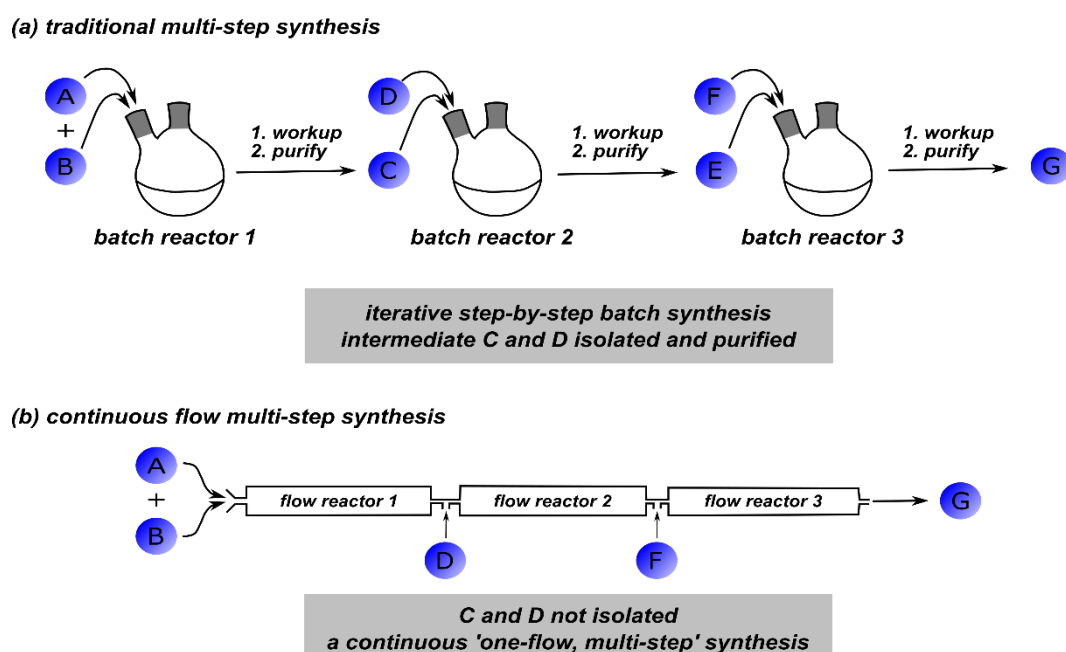 (a) traditional multi-step synthesis
A
+
B
D
C
F
E
G
1. workup
2. purify
1. workup
2. purify
1. workup
2. purify
batch reactor 1
batch reactor 2
batch reactor 3
iterative step-by-step batch synthesis
intermediate C and D isolated and purified
(b) continuous flow multi-step synthesis
A
+
B
flow reactor 1
flow reactor 2
flow reactor 3
G
D
F
C and D not isolated
a continuous 'one-flow, multi-step' synthesis